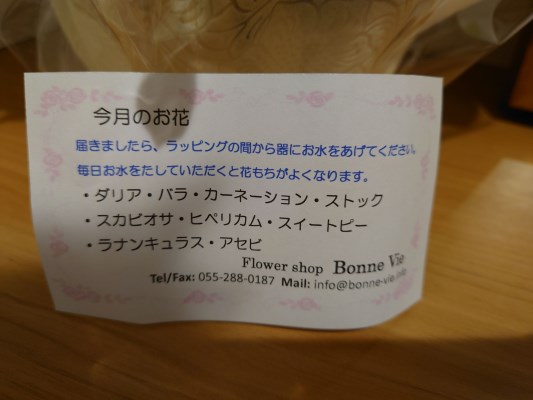 今月のお花
届きましたら、ラッピングの間から器にお水をあげてください。
毎日お水をたしていただくと花もちがよくなります。
・ダリア・バラ・カーネーション・ストック
・スカビオサ・ヒペリカム・スイートピー
・ラナンキュラス・アセビ
Flower shop Bonne Vie
Tel/Fax: 055-288-0187 Mail: info@bonne-vie.info